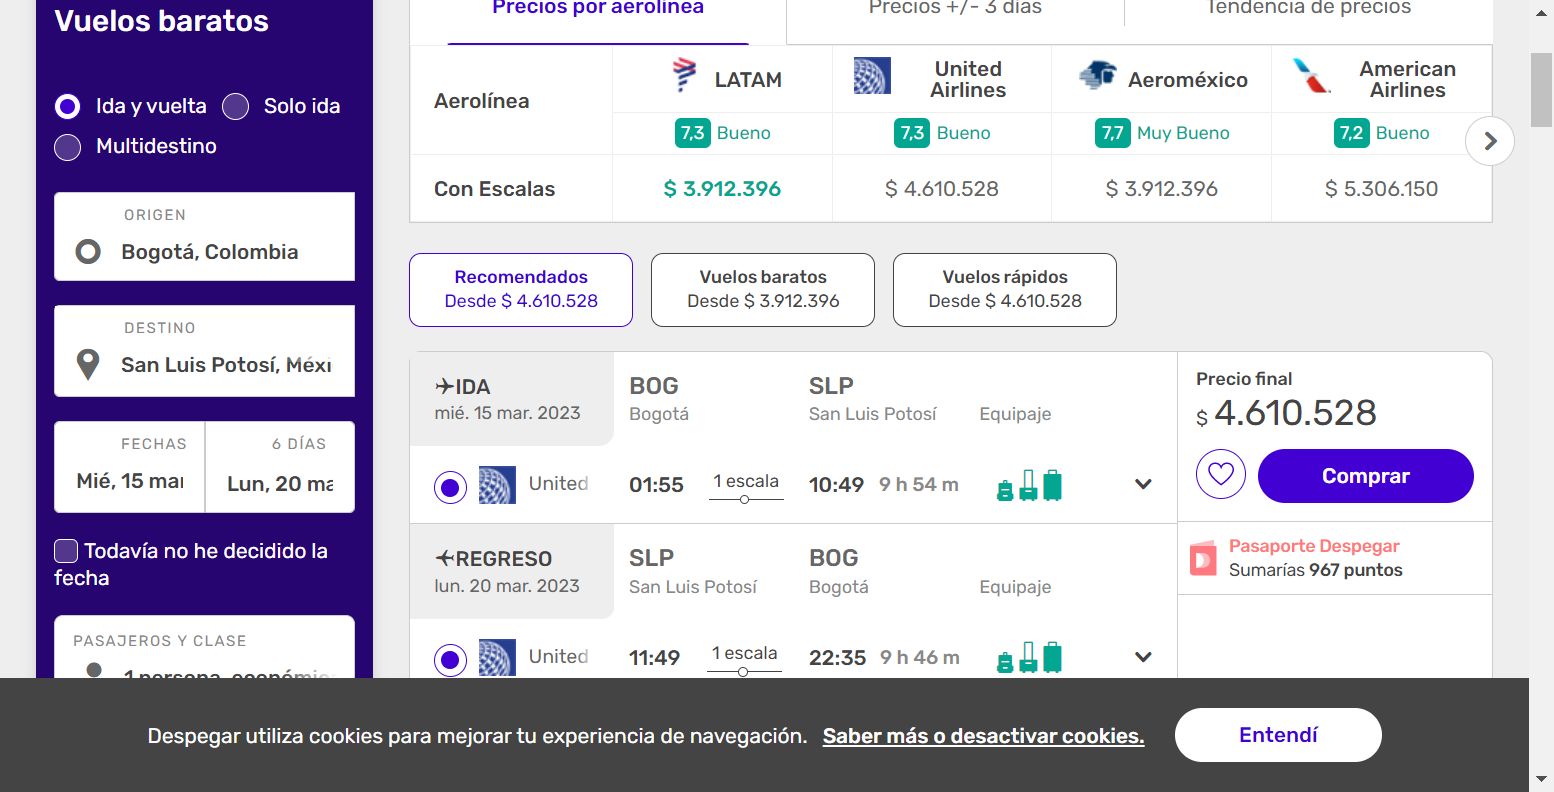 Vuelos baratos
Ida y vuelta
Solo ida
Multidestino
ORIGEN
Bogotá, Colombia
DESTINO
San Luis Potosí, Méxi
FECHAS
6 DÍAS
Mié, 15 mar
Lun, 20 ma
Todavía no he decidido la
fecha
PASAJEROS Y CLASE
1 persona, económic
Precios por aerolínea
Precios +/- 3 días
Tendencia de precios
Aerolínea
LATAM
United
Airlines
Aeroméxico
American
Airlines
7,3 Bueno
7,3 Bueno
7,7 Muy Bueno
7,2 Bueno
Con Escalas
$ 3.912.396
$ 4.610.528
$ 3.912.396
$ 5.306.150
Recomendados
Desde $ 4.610.528
Vuelos baratos
Desde $ 3.912.396
Vuelos rápidos
Desde $ 4.610.528
IDA
mié. 15 mar. 2023
BOG
Bogotá
SLP
San Luis Potosí
Equipaje
United
01:55
1 escala
10:49
9 h 54 m
REGRESO
lun. 20 mar. 2023
SLP
San Luis Potosí
BOG
Bogotá
Equipaje
United
11:49
1 escala
22:35
9 h 46 m
Precio final
$ 4.610.528
Comprar
Pasaporte Despegar
Sumarías 967 puntos
Despegar utiliza cookies para mejorar tu experiencia de navegación. Saber más o desactivar cookies.
Entendí